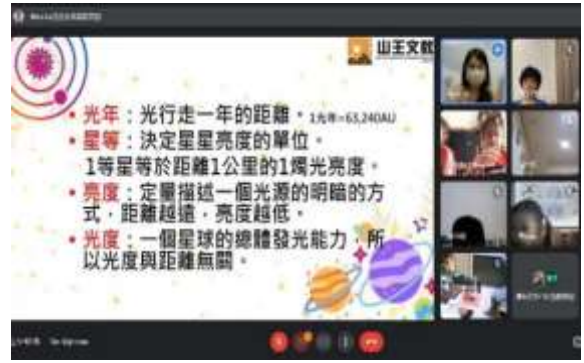 山王文教
• 光年：光行走一年的距離。1光年=63,240AU
• 星等：決定星星亮度的單位。
1等星等於距離1公里的1燭光亮度。
• 亮度：定量描述一個光源的明暗的方
式，距離越遠，亮度越低。
• 光度：一個星球的總體發光能力，所
以光度與距離無關。